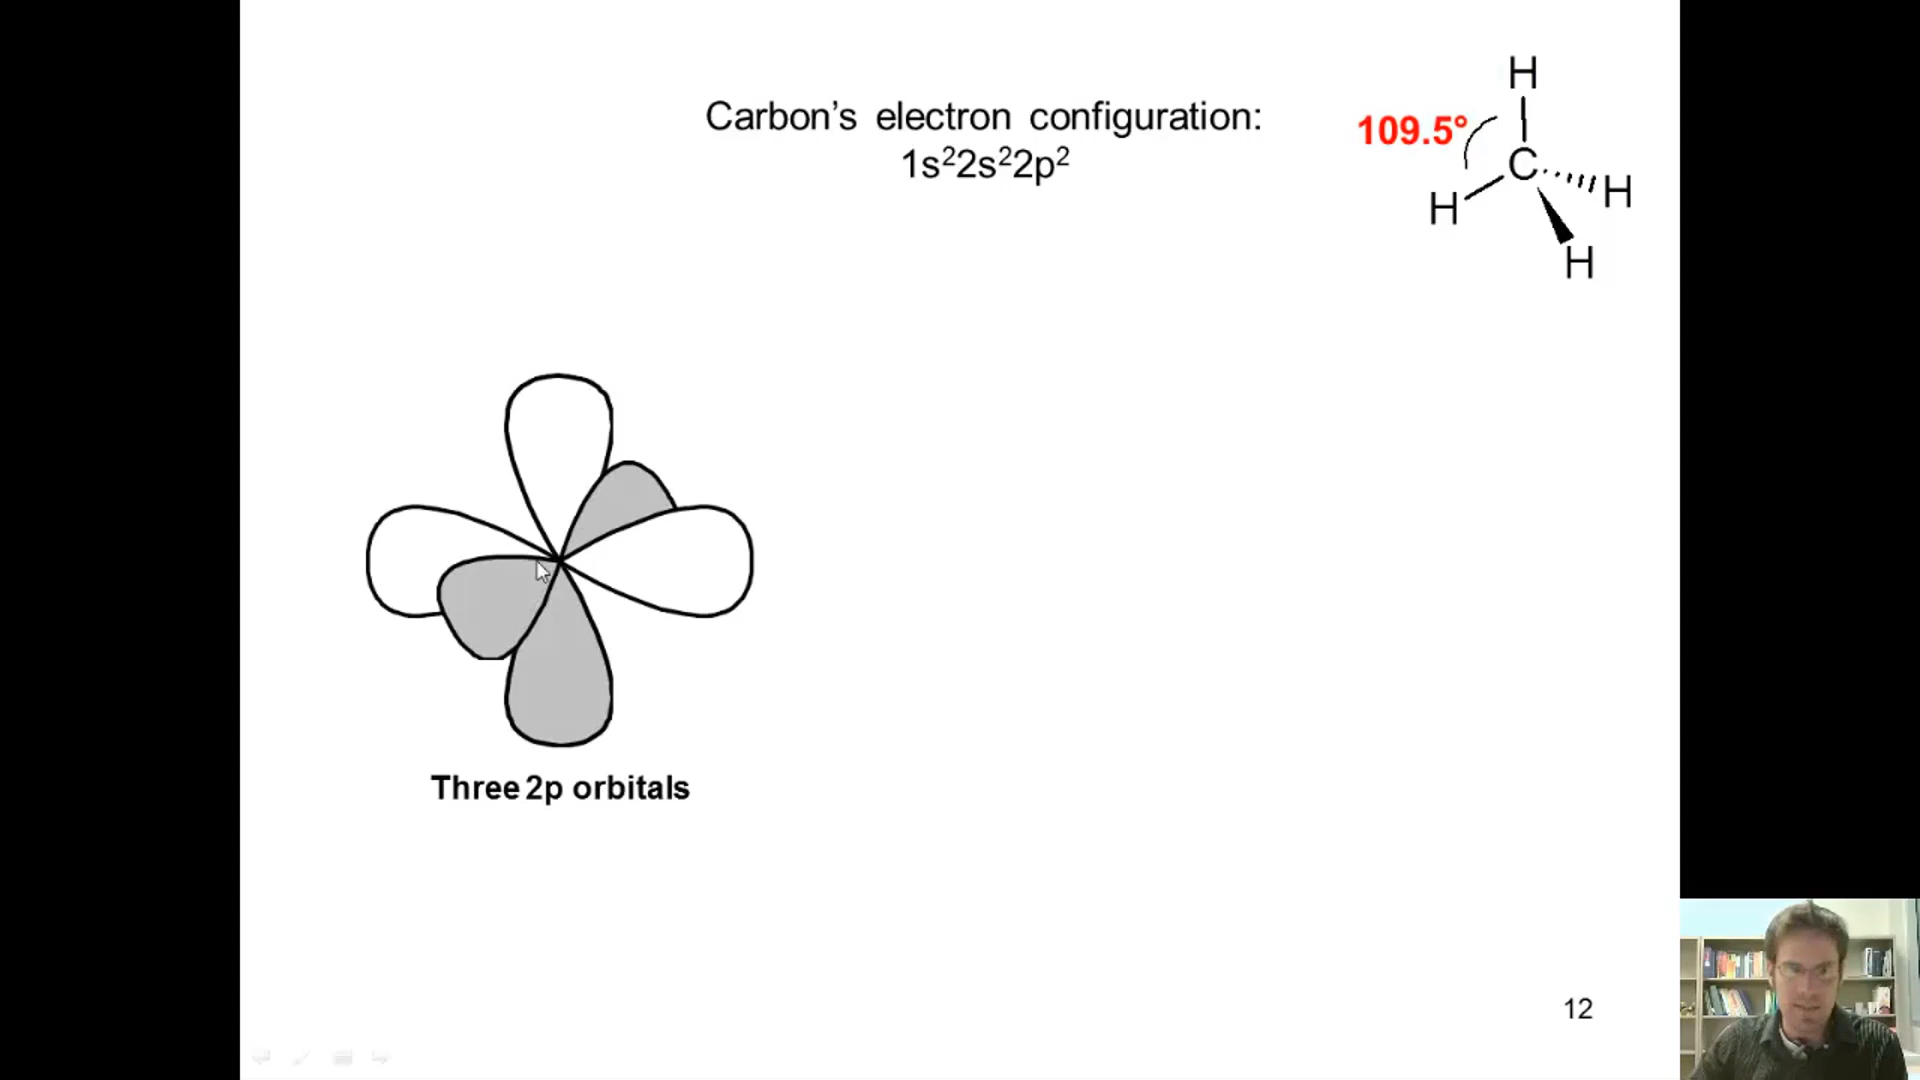 Carbon's electron configuration:
1s²2s²2p²
109.5°
H
C
H
H
H
Three 2p orbitals
12